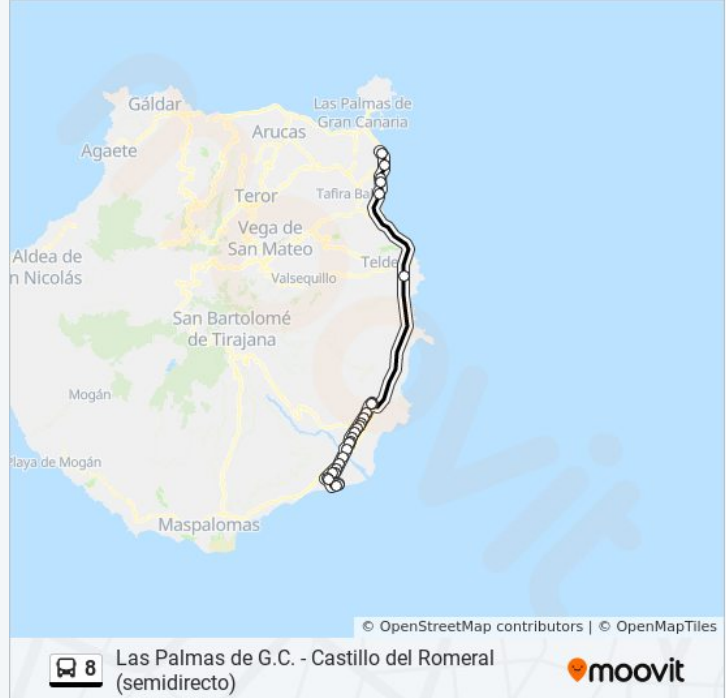 Gáldar
Las Palmas de
Gran Canaria
Arucas
Agaete
Teror
Tafira Ba
Vega de
San Mateo
Aldea de
n Nicolás
Telde
Valsequillo
San Bartolomé
de Tirajana
Mogán
Playa de Mogán
Maspalomas
moovit
© OpenStreetMap contributors | © OpenMapTiles
8
Las Palmas de G.C. - Castillo del Romeral
(semidirecto)
moovit